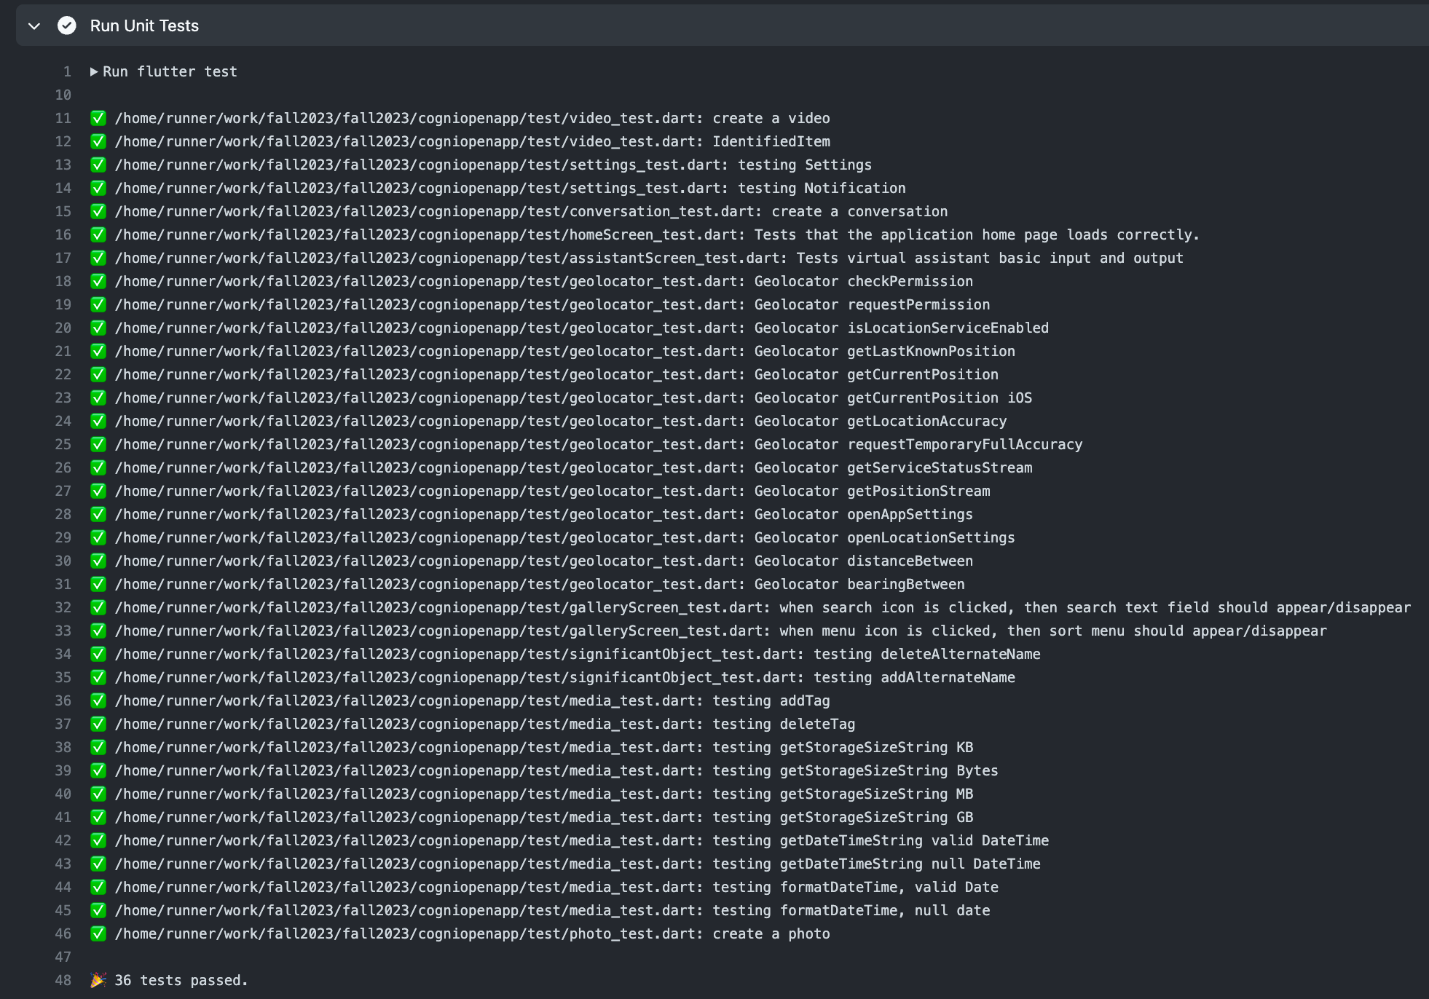 Run Unit Tests
1 ▶ Run flutter test
10
11 ✅ /home/runner/work/fall2023/fall2023/cogniopenapp/test/video_test.dart: create a video
12 ✅ /home/runner/work/fall2023/fall2023/cogniopenapp/test/video_test.dart: IdentifiedItem
13 ✅ /home/runner/work/fall2023/fall2023/cogniopenapp/test/settings_test.dart: testing Settings
14 ✅ /home/runner/work/fall2023/fall2023/cogniopenapp/test/settings_test.dart: testing Notification
15 ✅ /home/runner/work/fall2023/fall2023/cogniopenapp/test/conversation_test.dart: create a conversation
16 ✅ /home/runner/work/fall2023/fall2023/cogniopenapp/test/homeScreen_test.dart: Tests that the application home page loads correctly.
17 ✅ /home/runner/work/fall2023/fall2023/cogniopenapp/test/assistantScreen_test.dart: Tests virtual assistant basic input and output
18 ✅ /home/runner/work/fall2023/fall2023/cogniopenapp/test/geolocator_test.dart: Geolocator checkPermission
19 ✅ /home/runner/work/fall2023/fall2023/cogniopenapp/test/geolocator_test.dart: Geolocator requestPermission
20 ✅ /home/runner/work/fall2023/fall2023/cogniopenapp/test/geolocator_test.dart: Geolocator isLocationServiceEnabled
21 ✅ /home/runner/work/fall2023/fall2023/cogniopenapp/test/geolocator_test.dart: Geolocator getLastKnownPosition
22 ✅ /home/runner/work/fall2023/fall2023/cogniopenapp/test/geolocator_test.dart: Geolocator getCurrentPosition
23 ✅ /home/runner/work/fall2023/fall2023/cogniopenapp/test/geolocator_test.dart: Geolocator getCurrentPosition iOS
24 ✅ /home/runner/work/fall2023/fall2023/cogniopenapp/test/geolocator_test.dart: Geolocator getLocationAccuracy
25 ✅ /home/runner/work/fall2023/fall2023/cogniopenapp/test/geolocator_test.dart: Geolocator requestTemporaryFullAccuracy
26 ✅ /home/runner/work/fall2023/fall2023/cogniopenapp/test/geolocator_test.dart: Geolocator getServiceStatusStream
27 ✅ /home/runner/work/fall2023/fall2023/cogniopenapp/test/geolocator_test.dart: Geolocator getPositionStream
28 ✅ /home/runner/work/fall2023/fall2023/cogniopenapp/test/geolocator_test.dart: Geolocator openAppSettings
29 ✅ /home/runner/work/fall2023/fall2023/cogniopenapp/test/geolocator_test.dart: Geolocator openLocationSettings
30 ✅ /home/runner/work/fall2023/fall2023/cogniopenapp/test/geolocator_test.dart: Geolocator distanceBetween
31 ✅ /home/runner/work/fall2023/fall2023/cogniopenapp/test/geolocator_test.dart: Geolocator bearingBetween
32 ✅ /home/runner/work/fall2023/fall2023/cogniopenapp/test/galleryScreen_test.dart: when search icon is clicked, then search text field should appear/disappear
33 ✅ /home/runner/work/fall2023/fall2023/cogniopenapp/test/galleryScreen_test.dart: when menu icon is clicked, then sort menu should appear/disappear
34 ✅ /home/runner/work/fall2023/fall2023/cogniopenapp/test/significantObject_test.dart: testing deleteAlternateName
35 ✅ /home/runner/work/fall2023/fall2023/cogniopenapp/test/significantObject_test.dart: testing addAlternateName
36 ✅ /home/runner/work/fall2023/fall2023/cogniopenapp/test/media_test.dart: testing addTag
37 ✅ /home/runner/work/fall2023/fall2023/cogniopenapp/test/media_test.dart: testing deleteTag
38 ✅ /home/runner/work/fall2023/fall2023/cogniopenapp/test/media_test.dart: testing getStorageSizeString KB
39 ✅ /home/runner/work/fall2023/fall2023/cogniopenapp/test/media_test.dart: testing getStorageSizeString Bytes
40 ✅ /home/runner/work/fall2023/fall2023/cogniopenapp/test/media_test.dart: testing getStorageSizeString MB
41 ✅ /home/runner/work/fall2023/fall2023/cogniopenapp/test/media_test.dart: testing getStorageSizeString GB
42 ✅ /home/runner/work/fall2023/fall2023/cogniopenapp/test/media_test.dart: testing getDateTimeString valid DateTime
43 ✅ /home/runner/work/fall2023/fall2023/cogniopenapp/test/media_test.dart: testing getDateTimeString null DateTime
44 ✅ /home/runner/work/fall2023/fall2023/cogniopenapp/test/media_test.dart: testing formatDateTime, valid Date
45 ✅ /home/runner/work/fall2023/fall2023/cogniopenapp/test/media_test.dart: testing formatDateTime, null date
46 ✅ /home/runner/work/fall2023/fall2023/cogniopenapp/test/photo_test.dart: create a photo
47
48 🎉 36 tests passed.